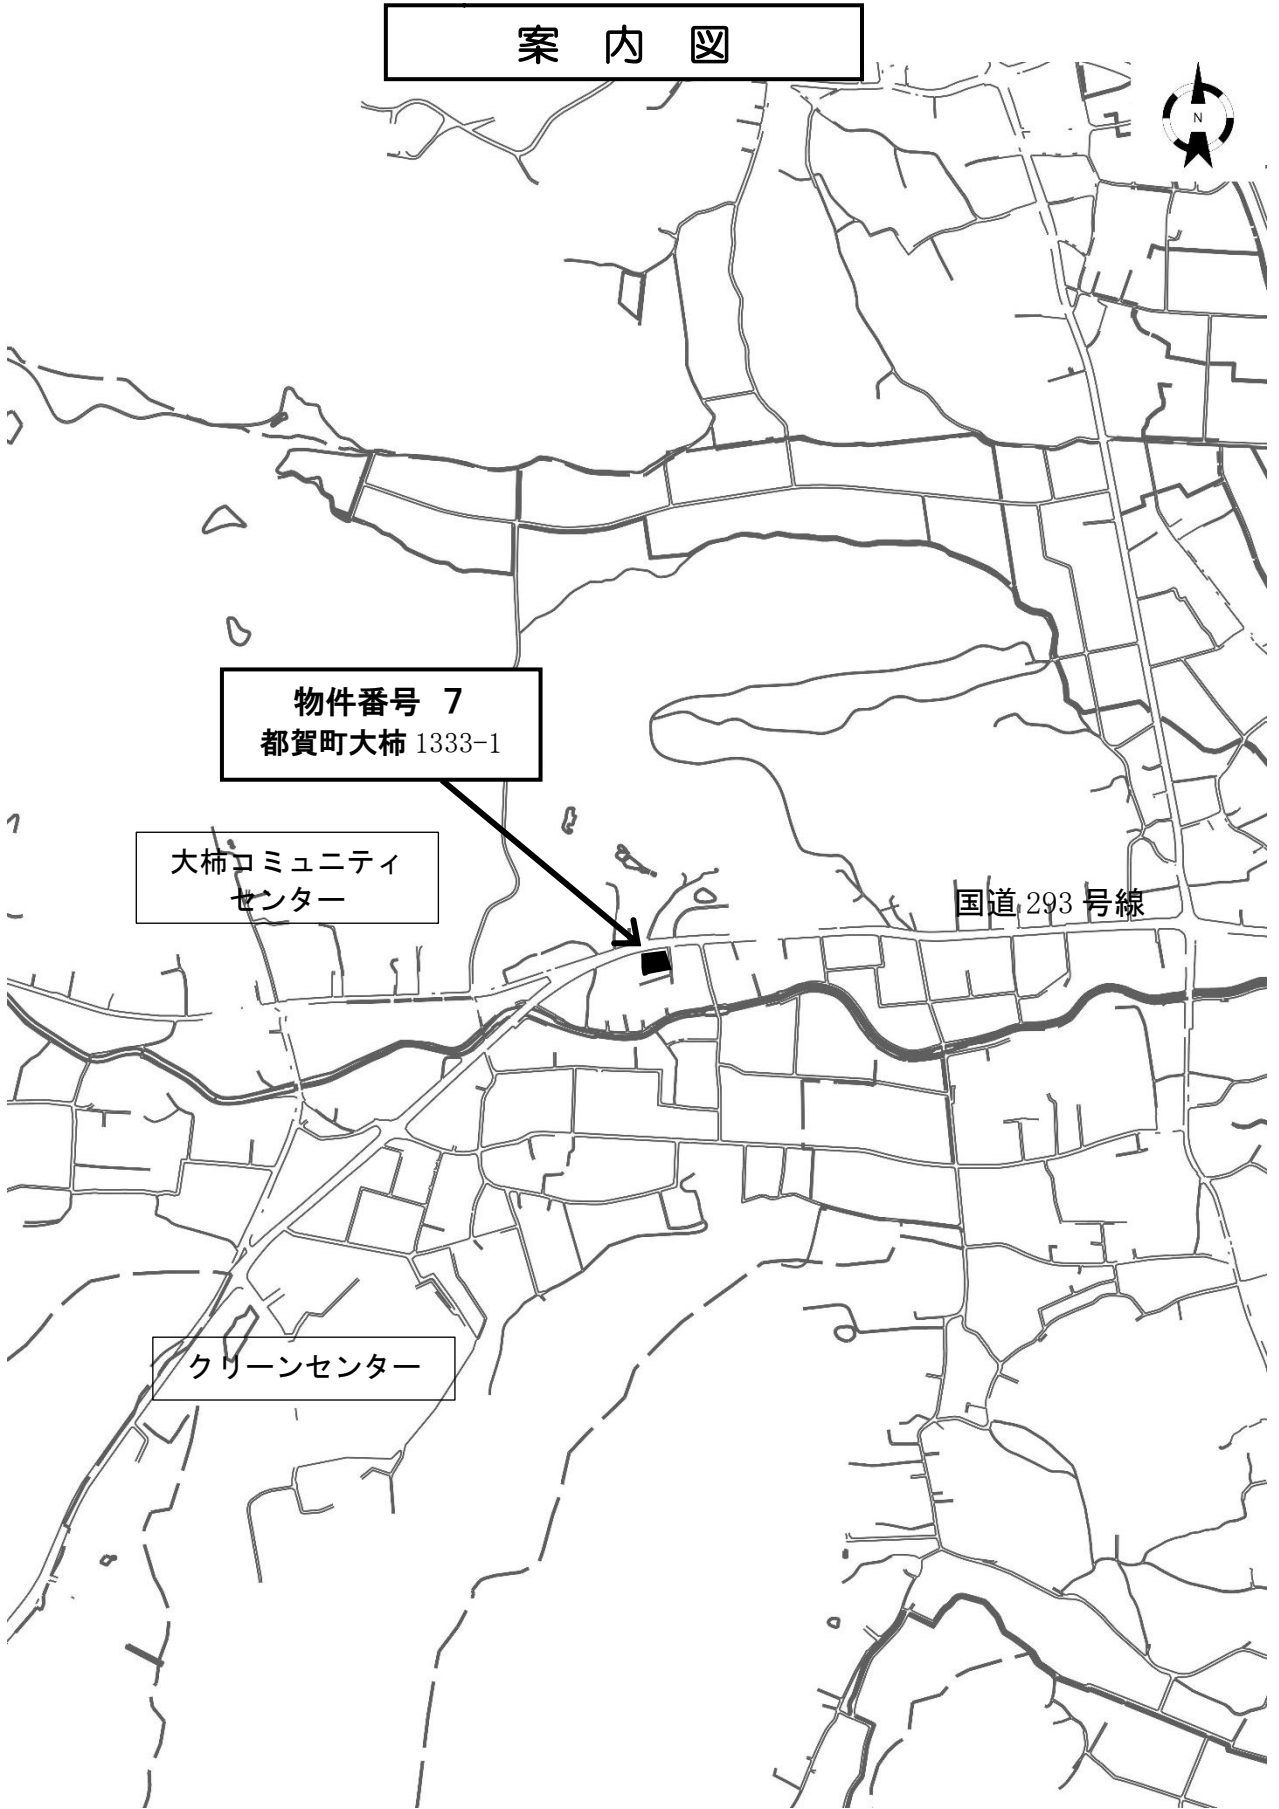 案 内 図
N
物件番号 7
都賀町大柿 1333-1
大柿コミュニティ
センター
国道 293 号線
クリーンセンター